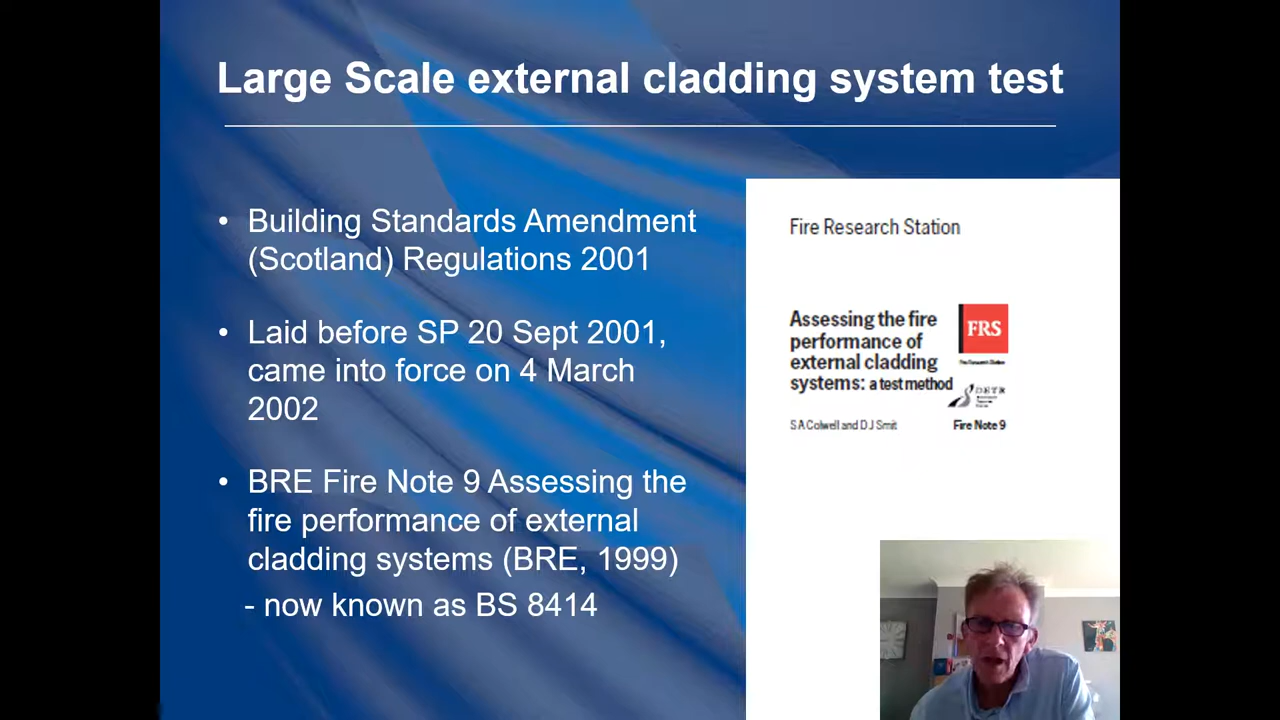 Large Scale external cladding system test
• Building Standards Amendment
(Scotland) Regulations 2001
• Laid before SP 20 Sept 2001,
came into force on 4 March
2002
• BRE Fire Note 9 Assessing the
fire performance of external
cladding systems (BRE, 1999)
- now known as BS 8414
Fire Research Station
Assessing the fire
performance of
external cladding
systems: a test method
FRS
DETR
S A Colwell and D J Smit
Fire Note 9